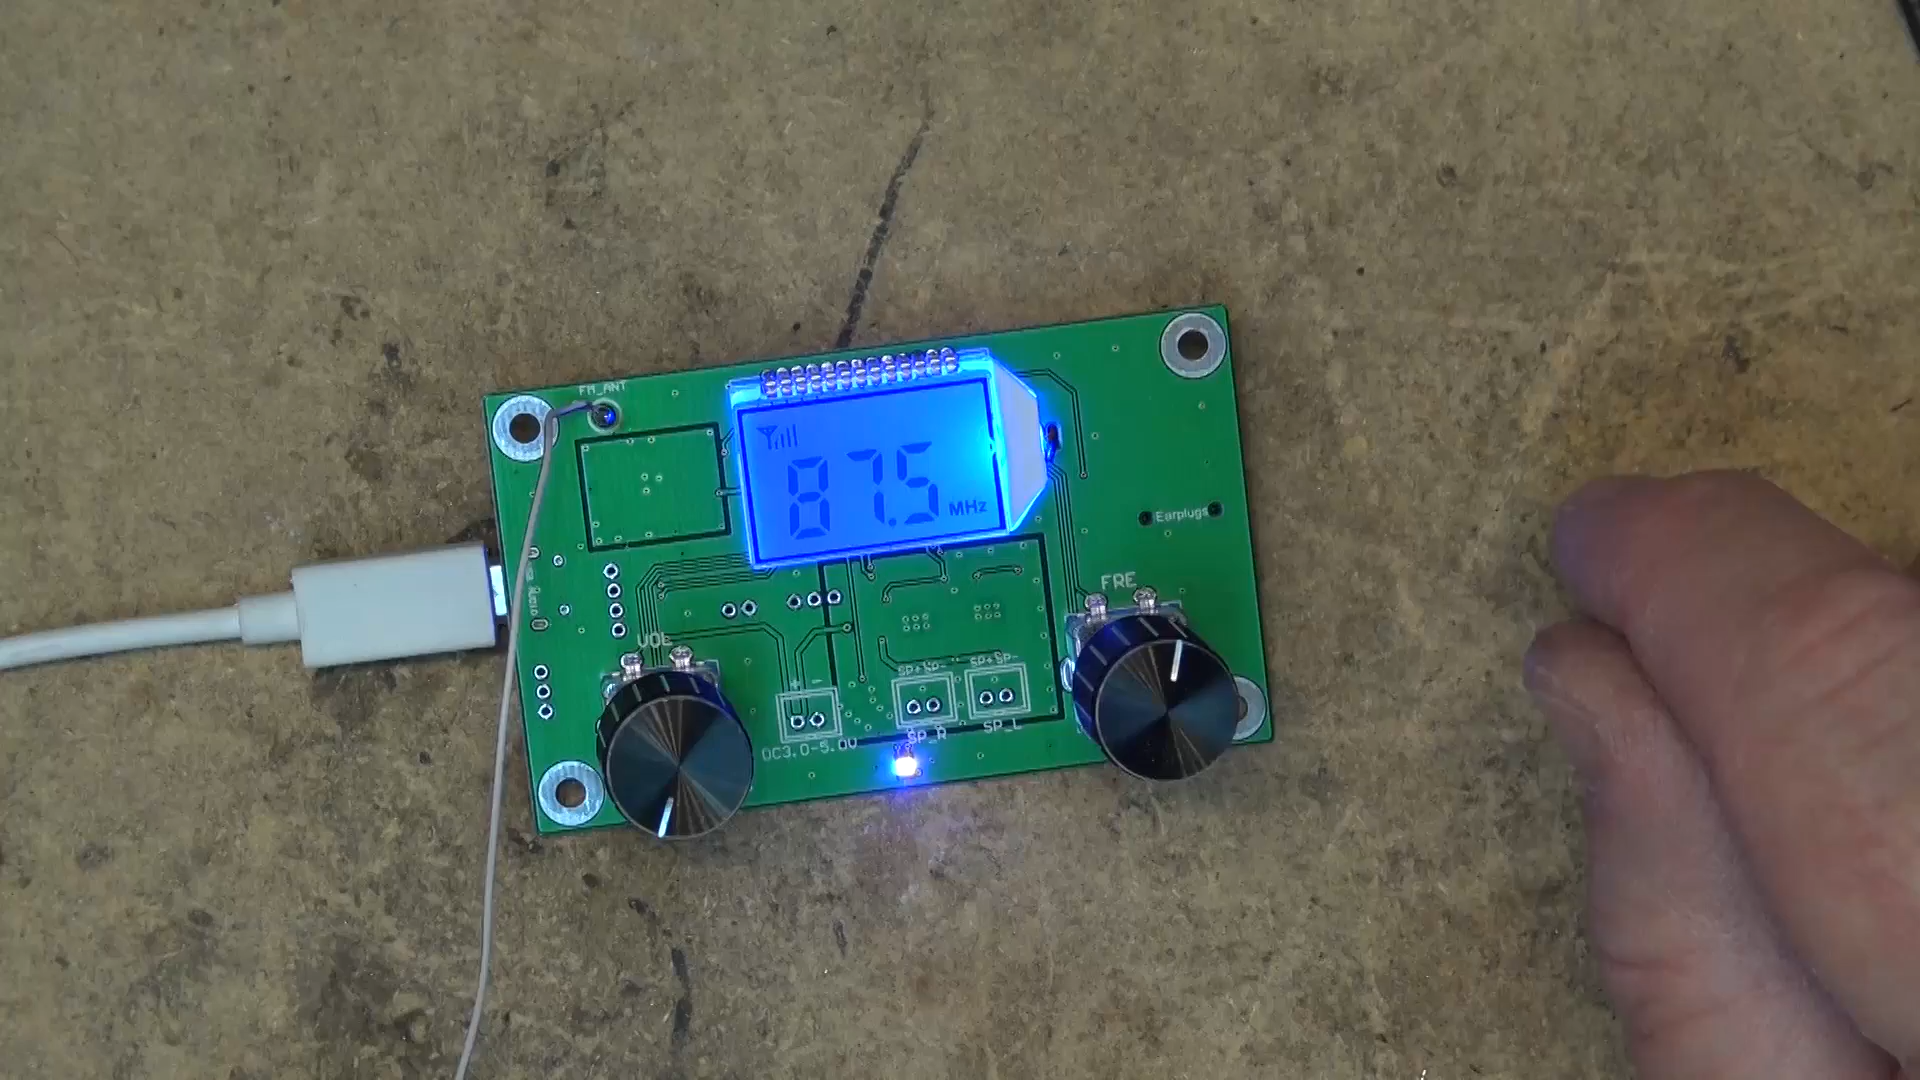 FM_ANT
87.5 MHz
Earplugs
FRE
VOL
SP+SP-
SP+SP-
+ -
SP_L
SP_R
DC3.0-5.0V